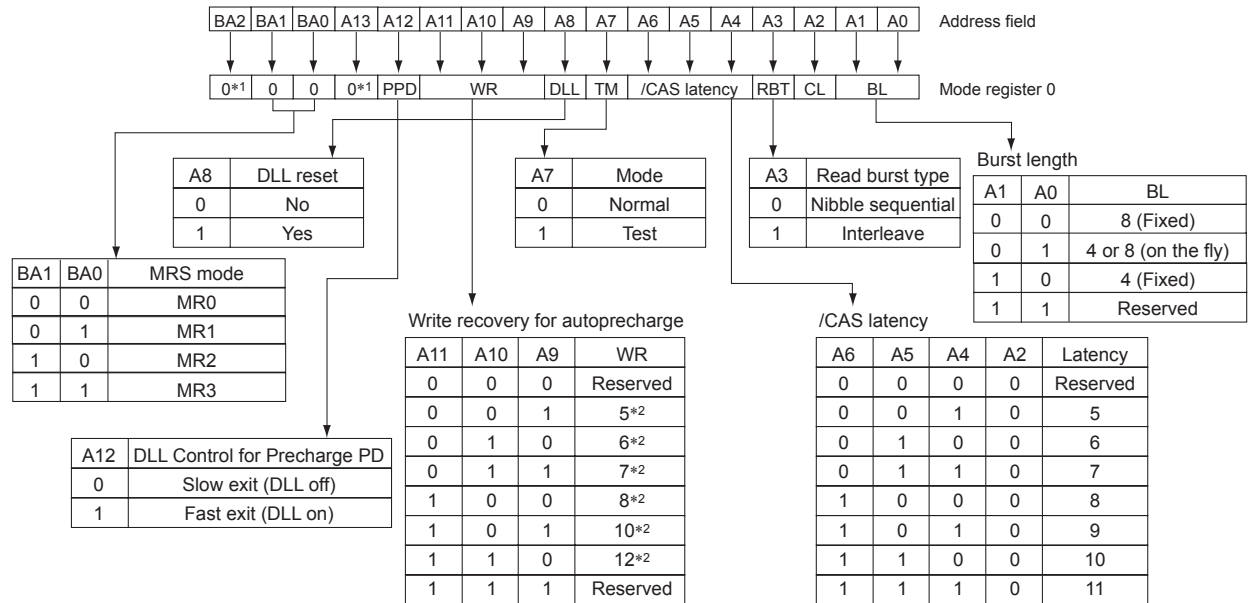 BA2 BA1 BA0 A13 A12 A11 A10 A9 A8 A7 A6 A5 A4 A3 A2 A1 A0 Address field
0*1 0 0 0*1 PPD WR DLL TM /CAS latency RBT CL BL Mode register 0
A8 DLL reset
0 No
1 Yes
A7 Mode
0 Normal
1 Test
A3 Read burst type
0 Nibble sequential
1 Interleave
Burst length
A1 A0 BL
0 0 8 (Fixed)
0 1 4 or 8 (on the fly)
1 0 4 (Fixed)
1 1 Reserved
BA1 BA0 MRS mode
0 0 MR0
0 1 MR1
1 0 MR2
1 1 MR3
A12 DLL Control for Precharge PD
0 Slow exit (DLL off)
1 Fast exit (DLL on)
Write recovery for autoprecharge
A11 A10 A9 WR
0 0 0 Reserved
0 0 1 5*2
0 1 0 6*2
0 1 1 7*2
1 0 0 8*2
1 0 1 10*2
1 1 0 12*2
1 1 1 Reserved
/CAS latency
A6 A5 A4 A2 Latency
0 0 0 0 Reserved
0 0 1 0 5
0 1 0 0 6
0 1 1 0 7
1 0 0 0 8
1 0 1 0 9
1 1 0 0 10
1 1 1 0 11